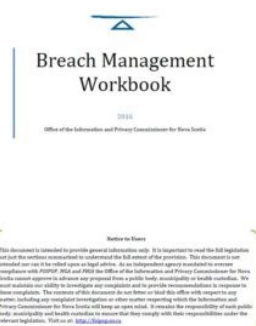 Breach Management
Workbook
2016
Office of the Information and Privacy Commissioner for Nova Scotia
Notice to Users
This document is intended to provide general information only. It is important to read the full legislation
not just the sections summarized to understand the full extent of the provisions. This document is not
intended nor can it be relied upon as legal advice. As an independent agency mandated to oversee
compliance with FOIPOP, MGA and PHIA the Office of the Information and Privacy Commissioner for Nova
Scotia cannot approve in advance any proposal from a public body, municipality or health custodian. We
must maintain our ability to investigate any complaints and to provide recommendations in response to
these complaints. The contents of this document do not fetter or bind this office with respect to any
matter, including any complaint investigation or other matter respecting which the Information and
Privacy Commissioner for Nova Scotia will keep an open mind. It remains the responsibility of each public
body, municipality and health custodian to ensure that they comply with their responsibilities under the
relevant legislation. Visit us at: http://foipop.ns.ca